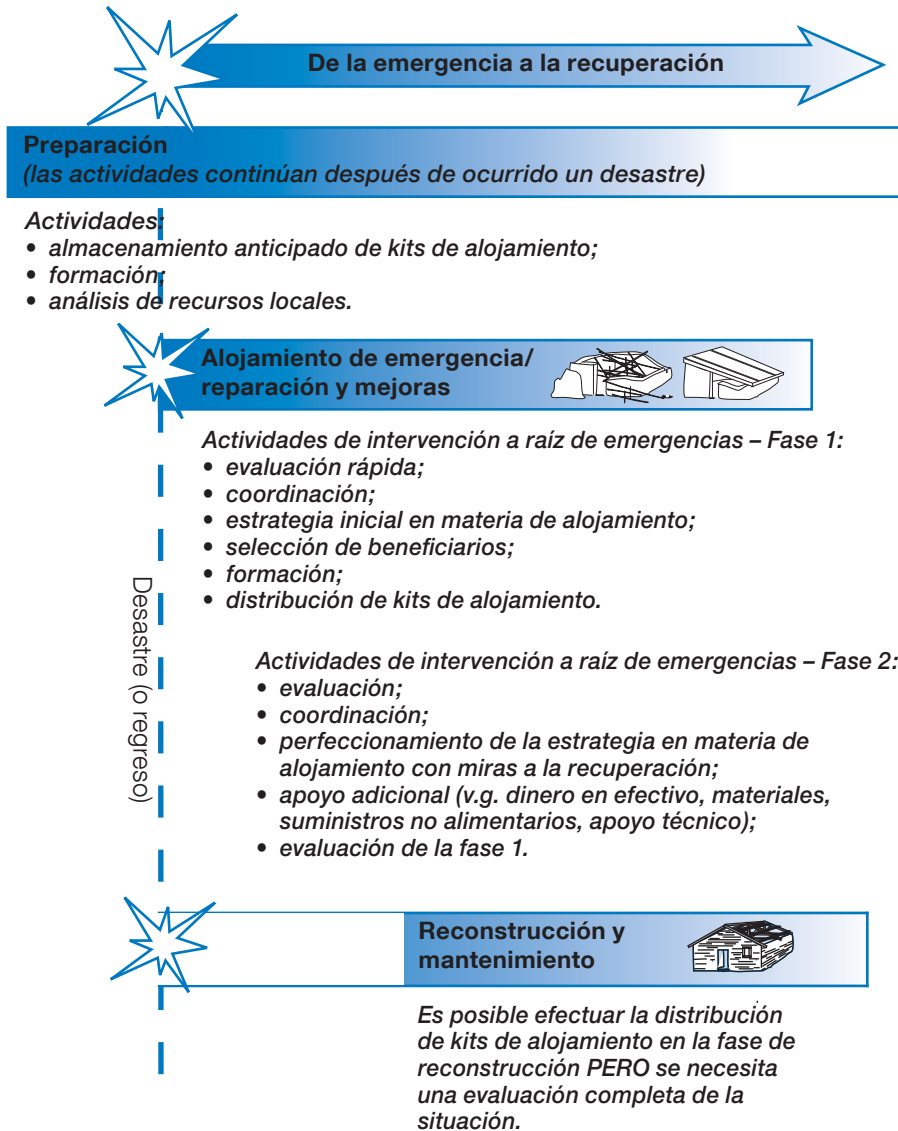 De la emergencia a la recuperación
Preparación
(las actividades continúan después de ocurrido un desastre)
Actividades:
• almacenamiento anticipado de kits de alojamiento;
• formación;
• análisis de recursos locales.
Alojamiento de emergencia/
reparación y mejoras
Actividades de intervención a raíz de emergencias – Fase 1:
• evaluación rápida;
• coordinación;
• estrategia inicial en materia de alojamiento;
• selección de beneficiarios;
• formación;
• distribución de kits de alojamiento.
Desastre (o regreso)
Actividades de intervención a raíz de emergencias – Fase 2:
• evaluación;
• coordinación;
• perfeccionamiento de la estrategia en materia de
alojamiento con miras a la recuperación;
• apoyo adicional (v.g. dinero en efectivo, materiales,
suministros no alimentarios, apoyo técnico);
• evaluación de la fase 1.
Reconstrucción y
mantenimiento
Es posible efectuar la distribución
de kits de alojamiento en la fase de
reconstrucción PERO se necesita
una evaluación completa de la
situación.